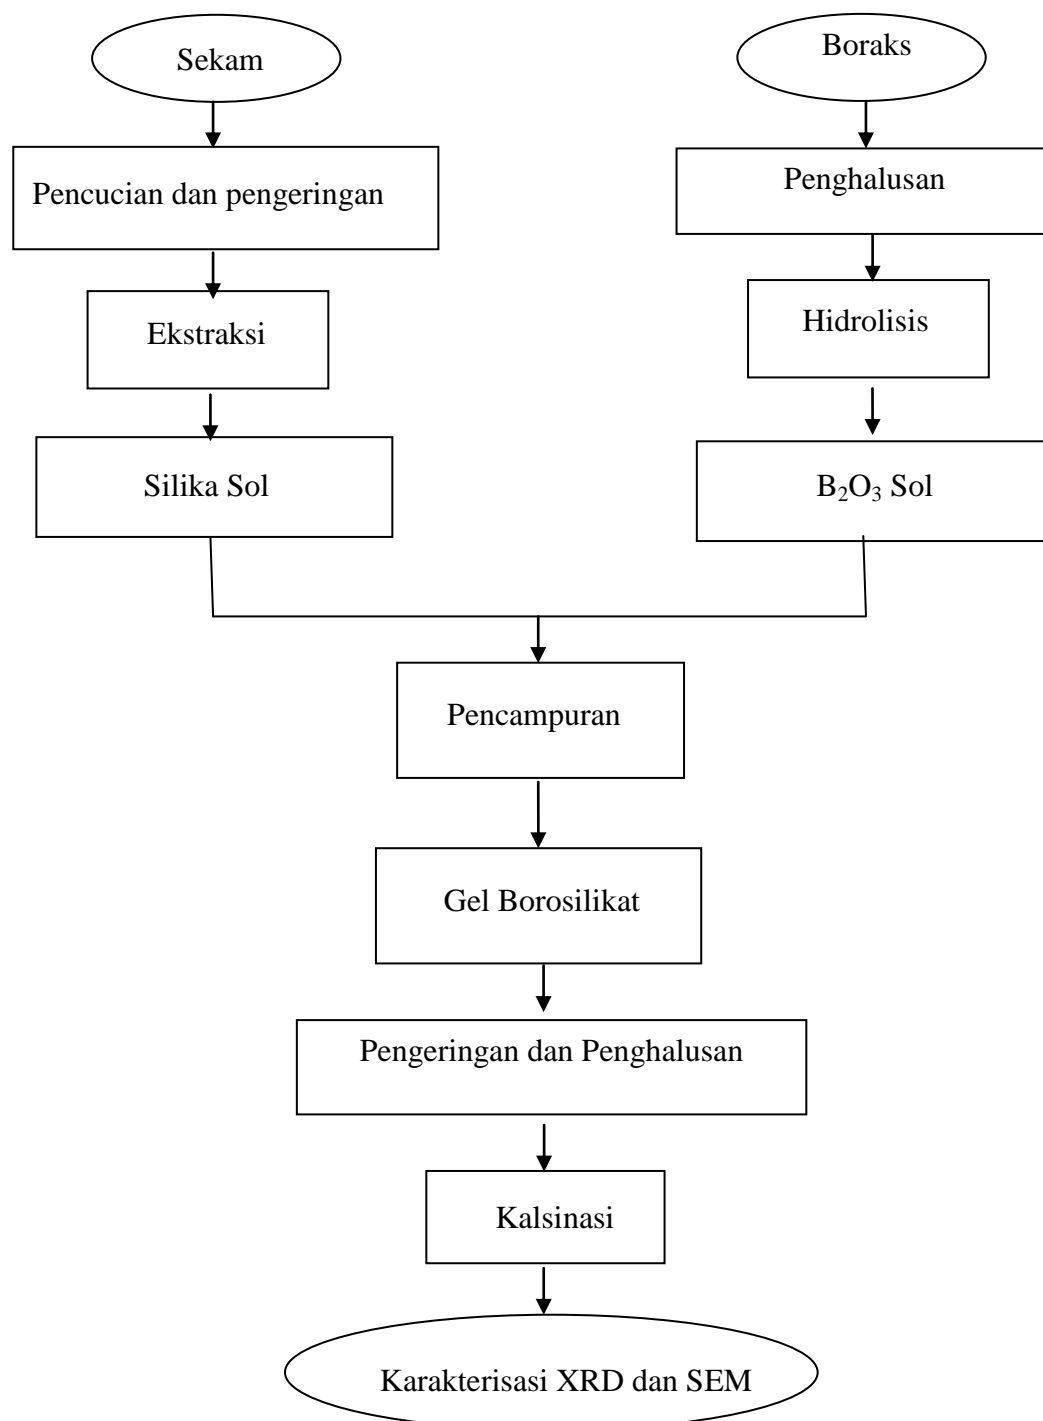 Sekam
Pencucian dan pengeringan
Ekstraksi
Silika Sol
Boraks
Penghalusan
Hidrolisis
B₂O₃ Sol
Pencampuran
Gel Borosilikat
Pengeringan dan Penghalusan
Kalsinasi
Karakterisasi XRD dan SEM